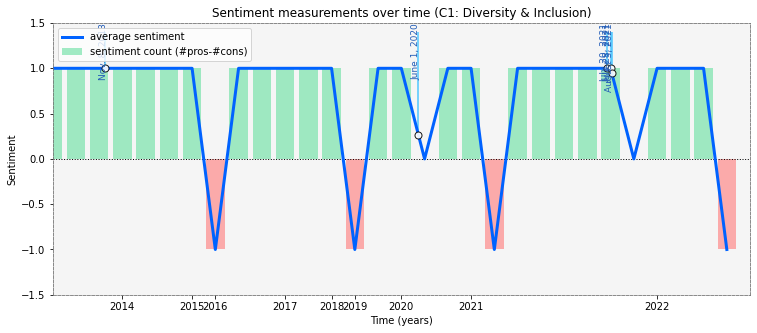 Sentiment measurements over time (C1: Diversity & Inclusion)
average sentiment
sentiment count (#pros-#cons)
June 1, 2020
1.5
1.0
0.5
0.0
−0.5
−1.0
−1.5
Sentiment
2014
2015
2016
2017
2018
2019
2020
2021
2022
Time (years)